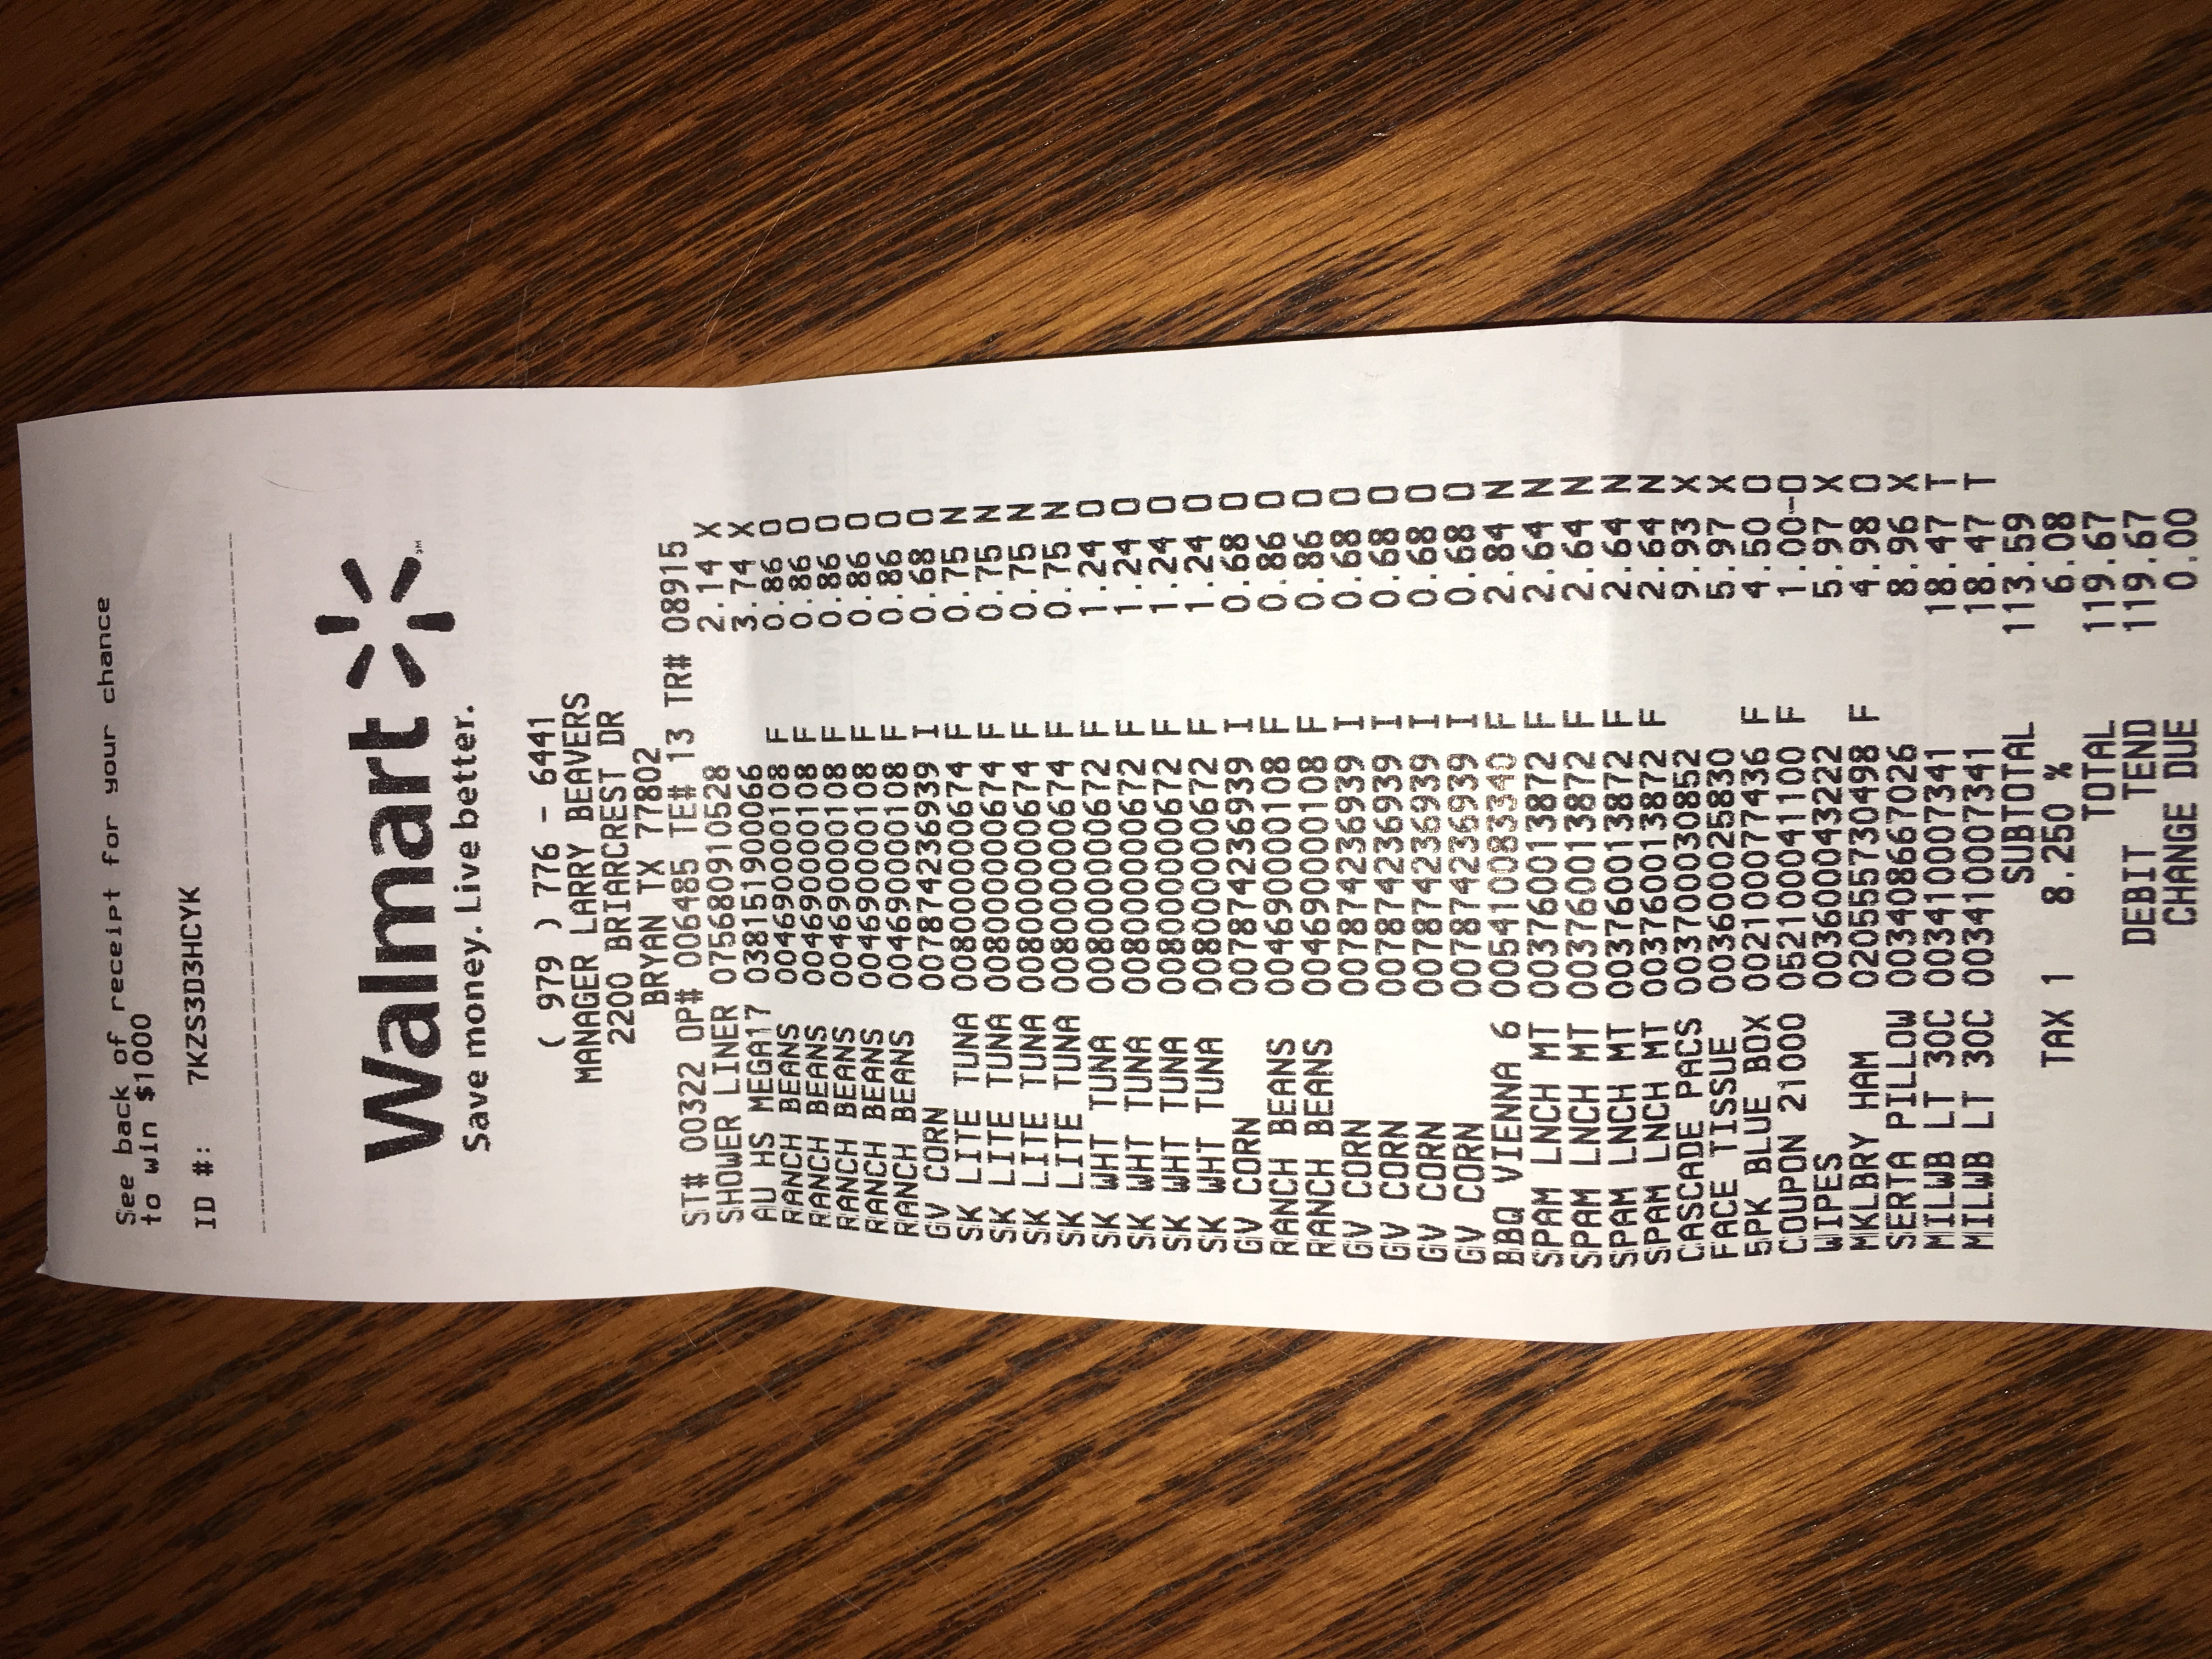 See back of receipt for your chance
to win $1000
ID #: 7KZS3D3HCYK
Walmart
Save money. Live better.
( 979 ) 776 - 6441
MANAGER LARRY BEAVERS
2200 BRIARCREST DR
BRYAN TX 77802
ST# 00322 OP# 006485 TE# 13 TR# 08915
SHOWER LINER 075680910528 2.14 X
AU HS MEGA17 038151900066 3.74 X
RANCH BEANS 004690000108 F 0.86 O
RANCH BEANS 004690000108 F 0.86 O
RANCH BEANS 004690000108 F 0.86 O
RANCH BEANS 004690000108 F 0.86 O
RANCH BEANS 004690000108 F 0.86 O
GV CORN 007874236939 I 0.68 O
SK LITE TUNA 008000000674 F 0.75 N
SK LITE TUNA 008000000674 F 0.75 N
SK LITE TUNA 008000000674 F 0.75 N
SK LITE TUNA 008000000674 F 0.75 N
SK WHT TUNA 008000000672 F 1.24 O
SK WHT TUNA 008000000672 F 1.24 O
SK WHT TUNA 008000000672 F 1.24 O
SK WHT TUNA 008000000672 F 1.24 O
GV CORN 007874236939 I 0.68 O
RANCH BEANS 004690000108 F 0.86 O
RANCH BEANS 004690000108 F 0.86 O
GV CORN 007874236939 I 0.68 O
GV CORN 007874236939 I 0.68 O
GV CORN 007874236939 I 0.68 O
GV CORN 007874236939 I 0.68 O
BBQ VIENNA 6 005410083340 F 2.84 N
SPAM LNCH MT 003760013872 F 2.64 N
SPAM LNCH MT 003760013872 F 2.64 N
SPAM LNCH MT 003760013872 F 2.64 N
SPAM LNCH MT 003760013872 F 2.64 N
CASCADE PACS 003700030852 9.93 X
FACE TISSUE 003600025830 5.97 X
5PK BLUE BOX 002100077436 F 4.50 O
COUPON 21000 052100041100 F 1.00-O
WIPES 003600043222 5.97 X
MKLBRY HAM 020555730498 F 4.98 O
SERTA PILLOW 003408667026 8.96 X
MILWB LT 30C 003410007341 18.47 T
MILWB LT 30C 003410007341 18.47 T
SUBTOTAL 113.59
TAX 1 8.250 % 6.08
TOTAL 119.67
DEBIT TEND 119.67
CHANGE DUE 0.00